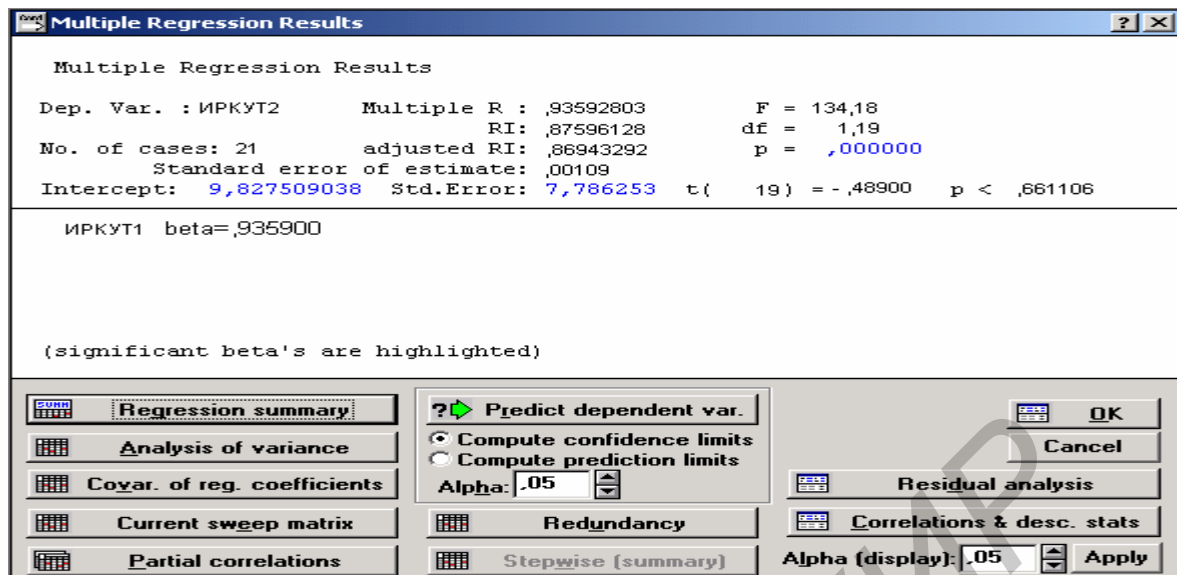 Multiple Regression Results
Multiple Regression Results
Dep. Var. : ИРКУТ2 Multiple R : ,93592803 F = 134,18
RI: ,87596128 df = 1,19
No. of cases: 21 adjusted RI: ,86943292 p = ,000000
Standard error of estimate: ,00109
Intercept: 9,827509038 Std.Error: 7,786253 t( 19) = -,48900 p < ,661106
ИРКУТ1 beta=,935900
(significant beta's are highlighted)
Regression summary
Analysis of variance
Covar. of reg. coefficients
Current sweep matrix
Partial correlations
? Predict dependent var.
Compute confidence limits
Compute prediction limits
Alpha: .05
Redundancy
Stepwise (summary)
OK
Cancel
Residual analysis
Correlations & desc. stats
Alpha (display): .05 Apply